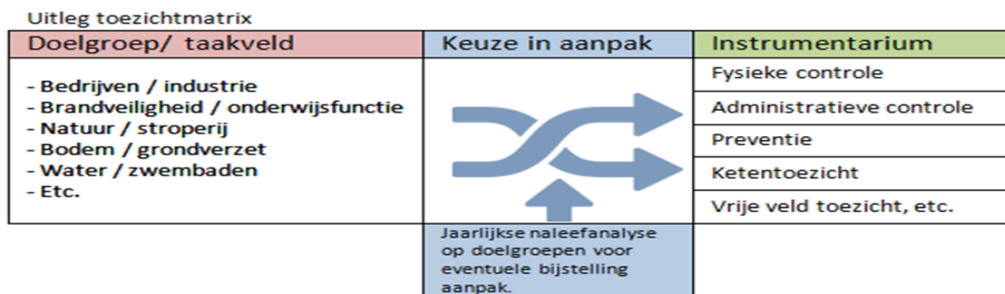 Uitleg toezichtmatrix
Doelgroep/ taakveld
Keuze in aanpak
Instrumentarium
- Bedrijven / industrie
- Brandveiligheid / onderwijsfunctie
- Natuur / stroperij
- Bodem / grondverzet
- Water / zwembaden
- Etc.
Fysieke controle
Administratieve controle
Preventie
Ketentoezicht
Vrije veld toezicht, etc.
Jaarlijkse naleefanalyse
op doelgroepen voor
eventuele bijstelling
aanpak.